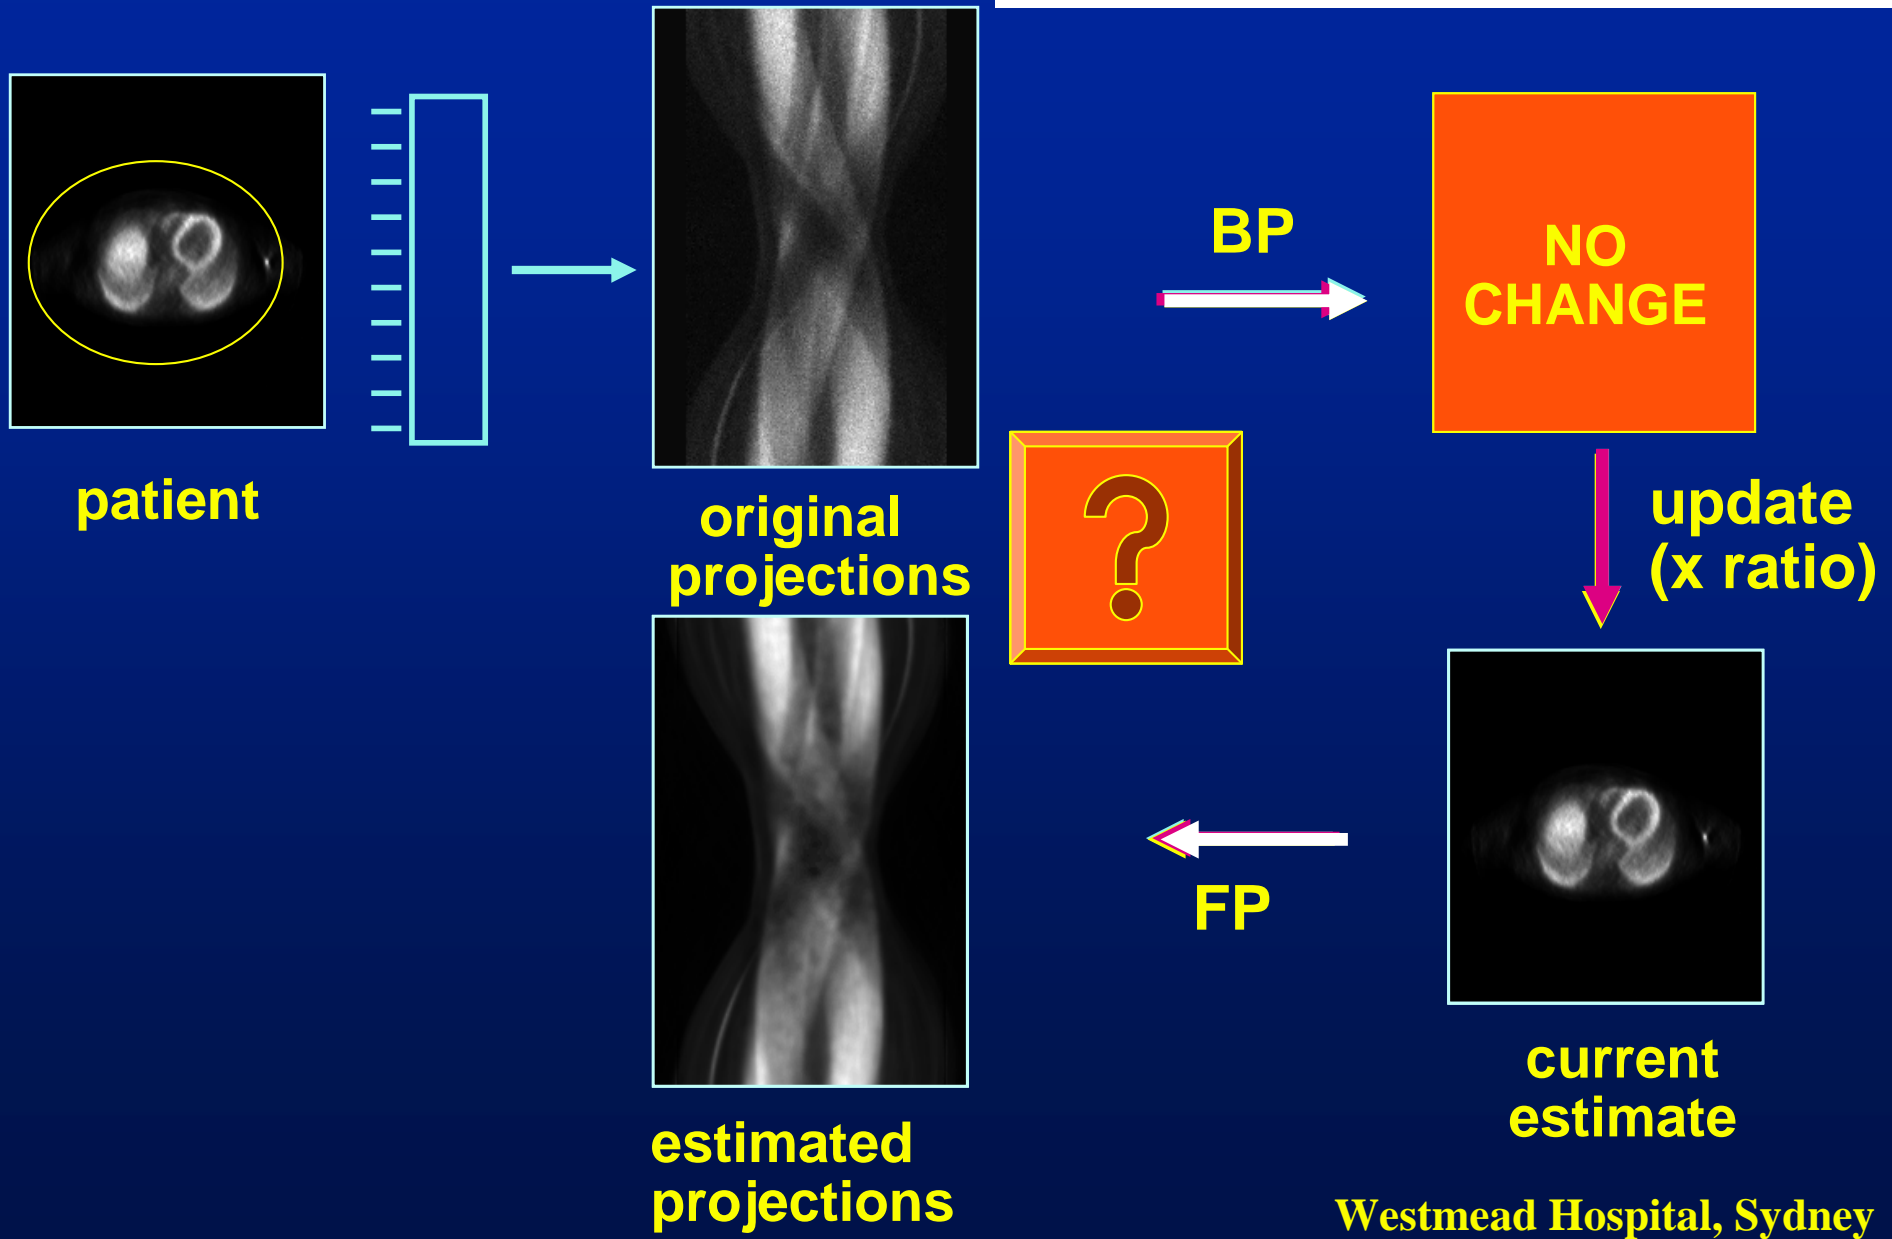 patient
original
projections
BP
NO
CHANGE
?
update
(x ratio)
FP
current
estimate
estimated
projections
Westmead Hospital, Sydney